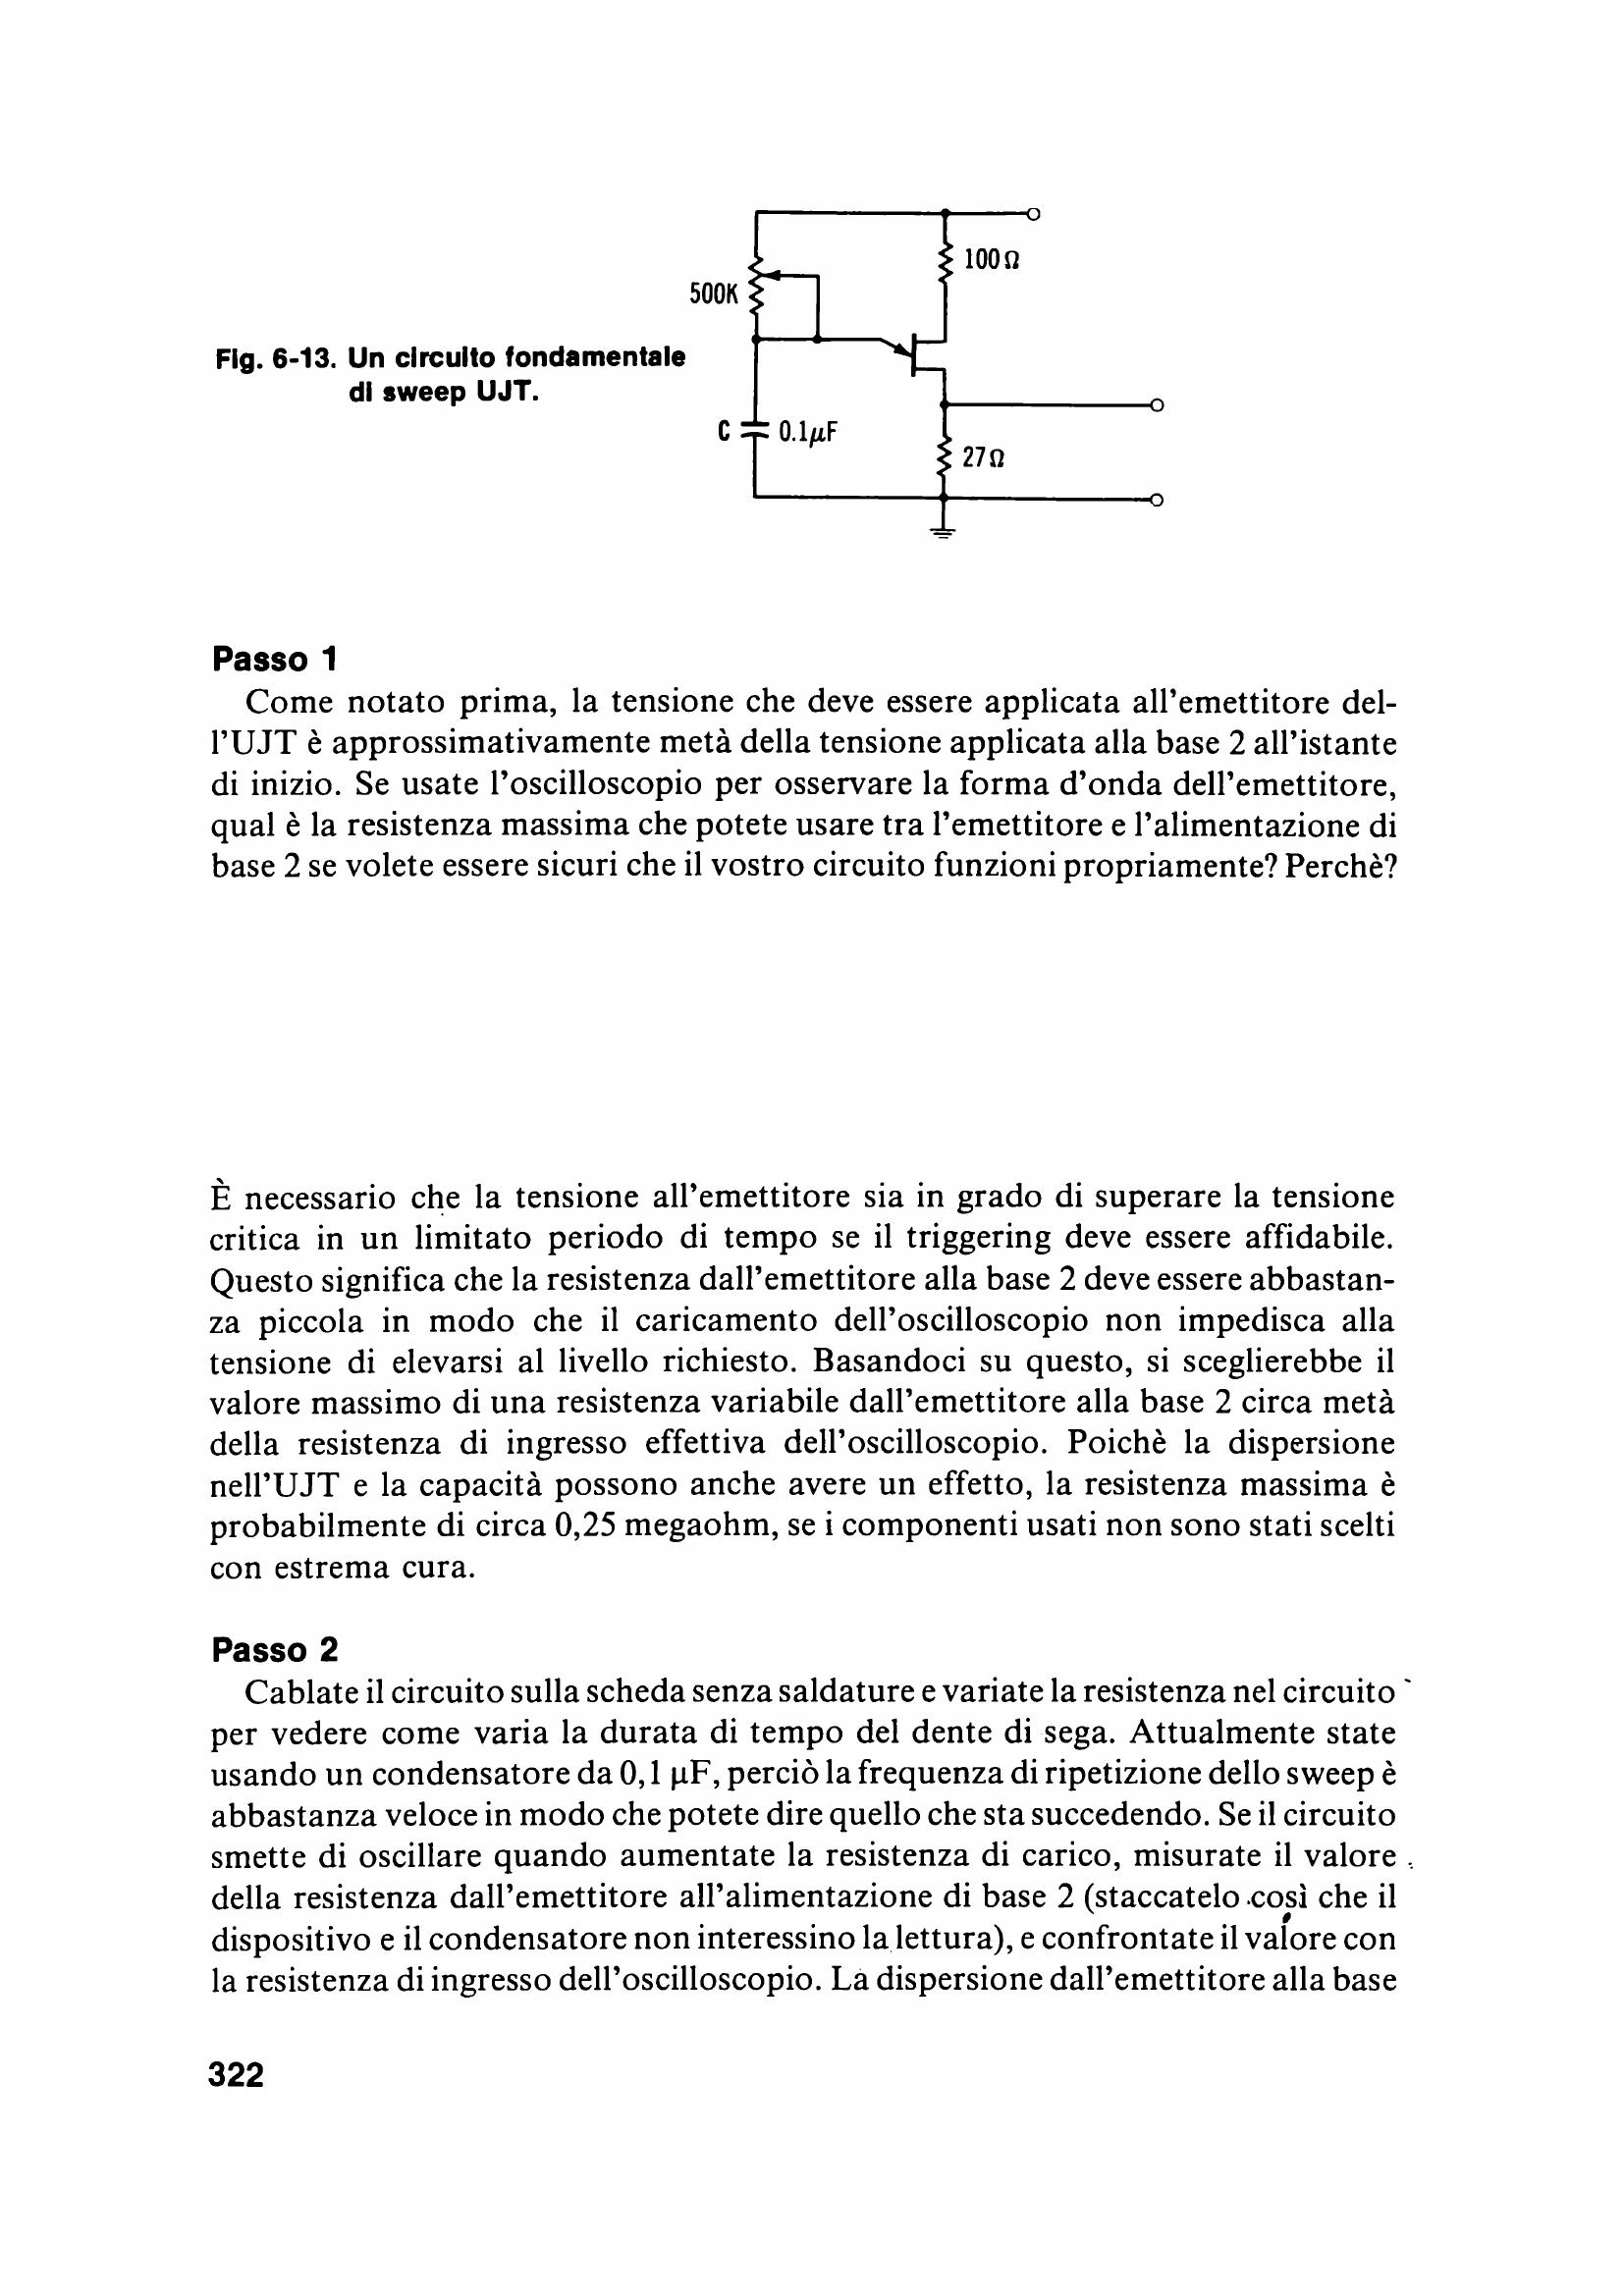 100Ω
500K
Fig. 6-13. Un circuito fondamentale
di sweep UJT.
C 0.1µF
27Ω
Passo 1
Come notato prima, la tensione che deve essere applicata all'emettitore del-
l'UJT è approssimativamente metà della tensione applicata alla base 2 all'istante
di inizio. Se usate l'oscilloscopio per osservare la forma d'onda dell'emettitore,
qual è la resistenza massima che potete usare tra l'emettitore e l'alimentazione di
base 2 se volete essere sicuri che il vostro circuito funzioni propriamente? Perchè?
È necessario che la tensione all'emettitore sia in grado di superare la tensione
critica in un limitato periodo di tempo se il triggering deve essere affidabile.
Questo significa che la resistenza dall'emettitore alla base 2 deve essere abbastan-
za piccola in modo che il caricamento dell'oscilloscopio non impedisca alla
tensione di elevarsi al livello richiesto. Basandoci su questo, si sceglierebbe il
valore massimo di una resistenza variabile dall'emettitore alla base 2 circa metà
della resistenza di ingresso effettiva dell'oscilloscopio. Poichè la dispersione
nell'UJT e la capacità possono anche avere un effetto, la resistenza massima è
probabilmente di circa 0,25 megaohm, se i componenti usati non sono stati scelti
con estrema cura.
Passo 2
Cablate il circuito sulla scheda senza saldature e variate la resistenza nel circuito
per vedere come varia la durata di tempo del dente di sega. Attualmente state
usando un condensatore da 0,1 µF, perciò la frequenza di ripetizione dello sweep è
abbastanza veloce in modo che potete dire quello che sta succedendo. Se il circuito
smette di oscillare quando aumentate la resistenza di carico, misurate il valore
della resistenza dall'emettitore all'alimentazione di base 2 (staccatelo così che il
dispositivo e il condensatore non interessino la lettura), e confrontate il valore con
la resistenza di ingresso dell'oscilloscopio. La dispersione dall'emettitore alla base
322